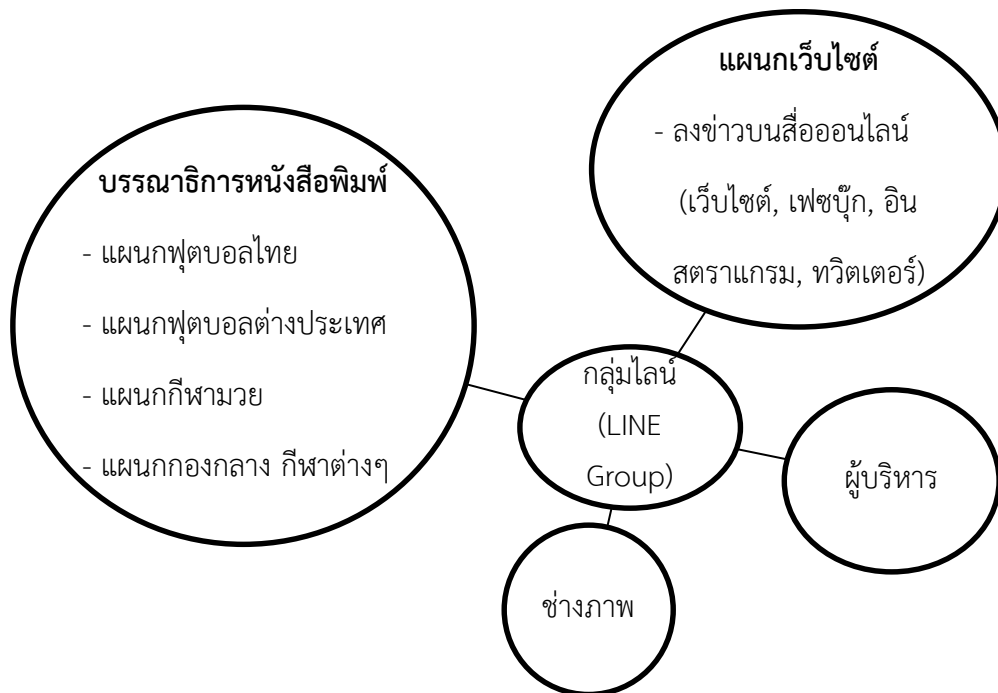 แผนกเว็บไซต์
- ลงข่าวบนสื่อออนไลน์
(เว็บไซต์, เฟซบุ๊ก, อิน
สตราแกรม, ทวิตเตอร์)
บรรณาธิการหนังสือพิมพ์
- แผนกฟุตบอลไทย
- แผนกฟุตบอลต่างประเทศ
- แผนกกีฬามวย
- แผนกกองกลาง กีฬาต่างๆ
กลุ่มไลน์
(LINE
Group)
ผู้บริหาร
ช่างภาพ